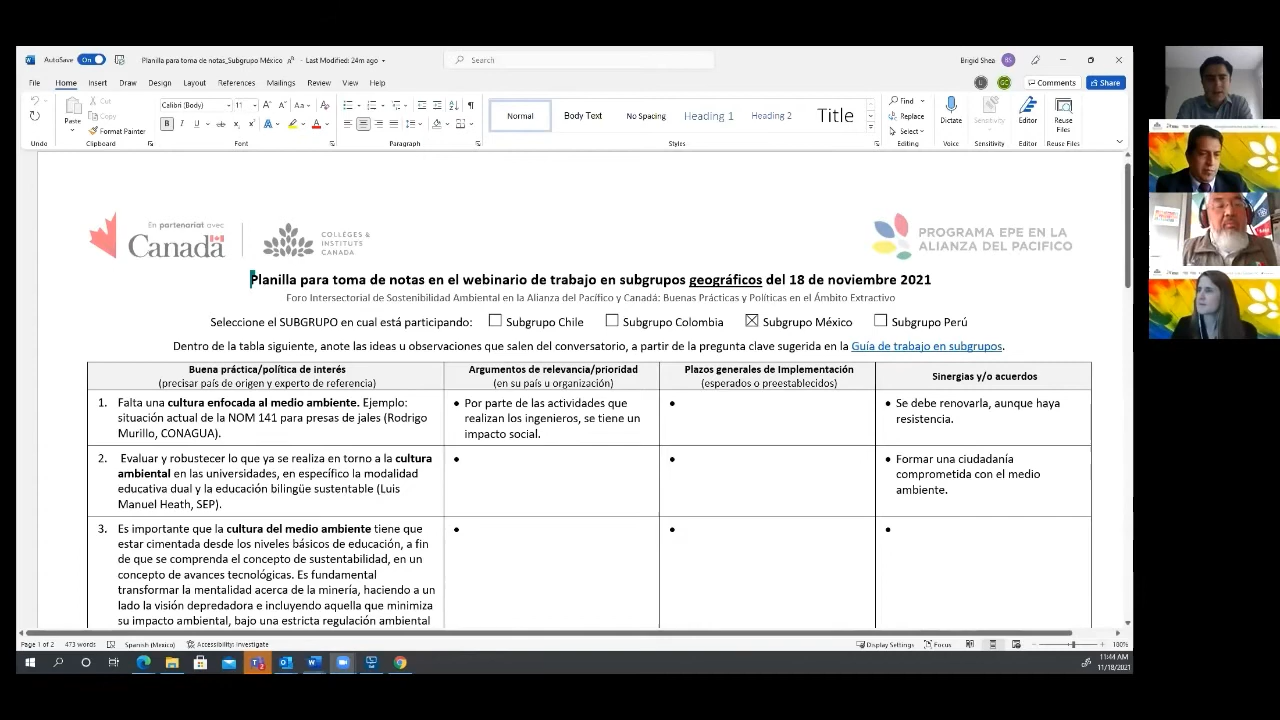 AutoSave On Planilla para toma de notas_Subgrupo México - Last Modified: 24m ago Search Brigid Shea BS
File Home Insert Draw Design Layout References Mailings Review View Help Comments Share
Paste Cut Copy Format Painter
Calibri (Body) 11
Normal Body Text No Spacing Heading 1 Heading 2 Title
Find Replace Select
Dictate Sensitivity Editor Reuse Files
Undo Clipboard Font Paragraph Styles Editing Voice Sensitivity Editor Reuse Files
En partenariat avec
Canada
COLLÈGES &
INSTITUTS
CANADA
PROGRAMA EPE EN LA
ALIANZA DEL PACIFICO
Planilla para toma de notas en el webinario de trabajo en subgrupos geográficos del 18 de noviembre 2021
Foro Intersectorial de Sostenibilidad Ambiental en la Alianza del Pacífico y Canadá: Buenas Prácticas y Políticas en el Ámbito Extractivo
Seleccione el SUBGRUPO en cual está participando: ☐ Subgrupo Chile ☐ Subgrupo Colombia ☒ Subgrupo México ☐ Subgrupo Perú
Dentro de la tabla siguiente, anote las ideas u observaciones que salen del conversatorio, a partir de la pregunta clave sugerida en la Guía de trabajo en subgrupos.
Buena práctica/política de interés
(precisar país de origen y experto de referencia)
Argumentos de relevancia/prioridad
(en su país u organización)
Plazos generales de Implementación
(esperados o preestablecidos)
Sinergias y/o acuerdos
1. Falta una cultura enfocada al medio ambiente. Ejemplo:
situación actual de la NOM 141 para presas de jales (Rodrigo
Murillo, CONAGUA).
• Por parte de las actividades que
realizan los ingenieros, se tiene un
impacto social.
•
• Se debe renovarla, aunque haya
resistencia.
2. Evaluar y robustecer lo que ya se realiza en torno a la cultura
ambiental en las universidades, en específico la modalidad
educativa dual y la educación bilingüe sustentable (Luis
Manuel Heath, SEP).
•
•
• Formar una ciudadanía
comprometida con el medio
ambiente.
3. Es importante que la cultura del medio ambiente tiene que
estar cimentada desde los niveles básicos de educación, a fin
de que se comprenda el concepto de sustentabilidad, en un
concepto de avances tecnológicos. Es fundamental
transformar la mentalidad acerca de la minería, haciendo a un
lado la visión depredadora e incluyendo aquella que minimiza
su impacto ambiental, bajo una estricta regulación ambiental
•
•
•
Page 1 of 2 473 words Spanish (Mexico) Accessibility: Investigate Display Settings Focus 180%
11:44 AM
11/18/2021